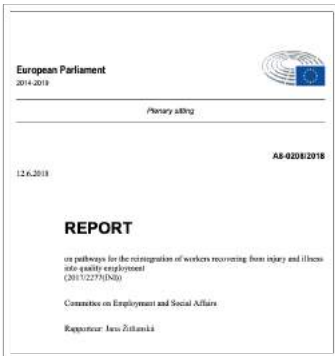 European Parliament
2014-2019
Plenary sitting
A8-0208/2018
12.6.2018
REPORT
on pathways for the reintegration of workers recovering from injury and illness
into quality employment
(2017/2277(INI))
Committee on Employment and Social Affairs
Rapporteur: Jana Žitňanská